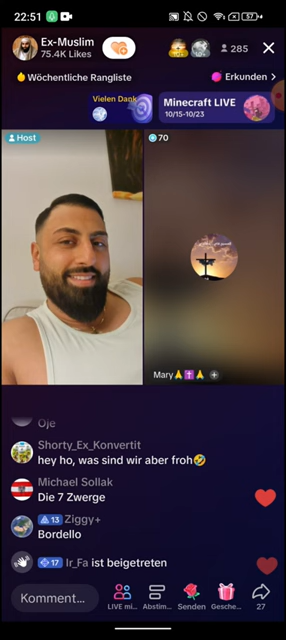 22:51
57
Ex-Muslim
75.4K Likes
285
Wöchentliche Rangliste
Erkunden
Vielen Dank
Minecraft LIVE
10/15-10/23
Host
70
Mary
Oje
Shorty_Ex_Konvertit
hey ho, was sind wir aber froh🤣
Michael Sollak
Die 7 Zwerge
13 Ziggy+
Bordello
17 Ir_Fa ist beigetreten
Komment...
LIVE mi...
Abstim...
Senden
Gesche...
27